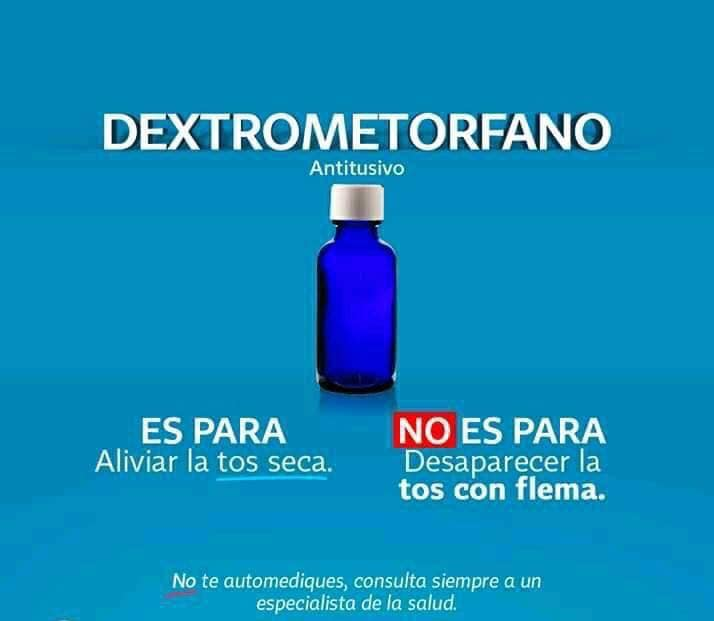 DEXTROMETORFANO
Antitusivo
ES PARA
Aliviar la tos seca.
NO ES PARA
Desaparecer la
tos con flema.
No te automediques, consulta siempre a un
especialista de la salud.